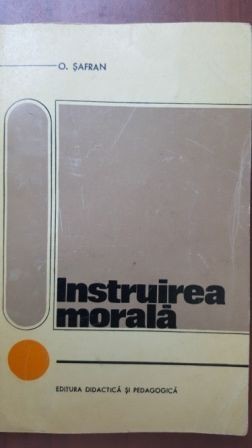 O. ŞAFRAN
Instruirea
morală
EDITURA DIDACTICĂ ŞI PEDAGOGICĂ